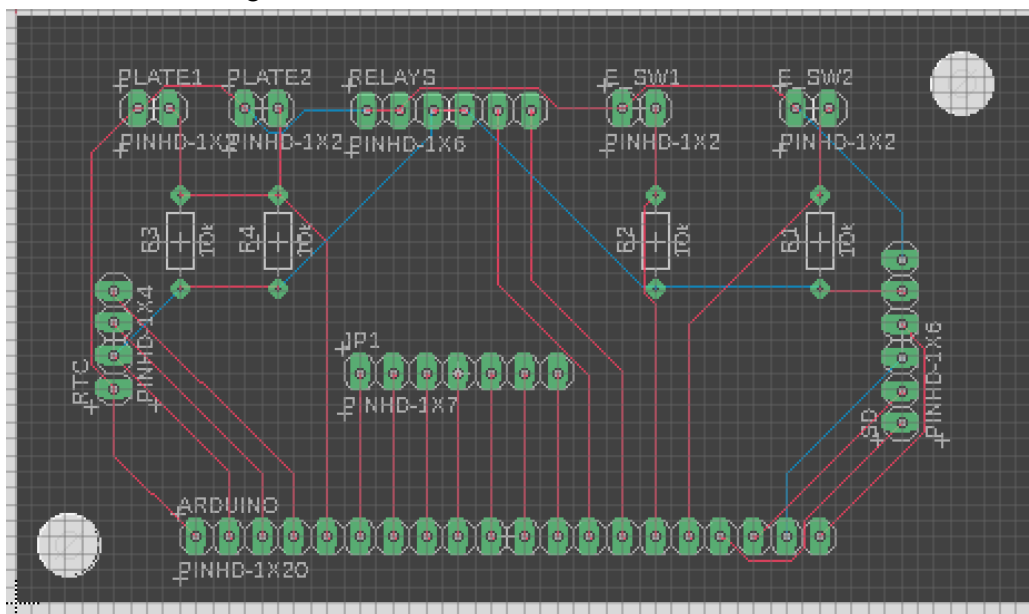 PLATE1 PLATE2 RELAYS E_SW1 E_SW2
PINHD-1X2 PINHD-1X2 PINHD-1X6 PINHD-1X2 PINHD-1X2
R3 10k R4 10k R2 10k R1 10k
RTC PINHD-1X4
JP1
PINHD-1X7
SD PINHD-1X6
ARDUINO
PINHD-1X20